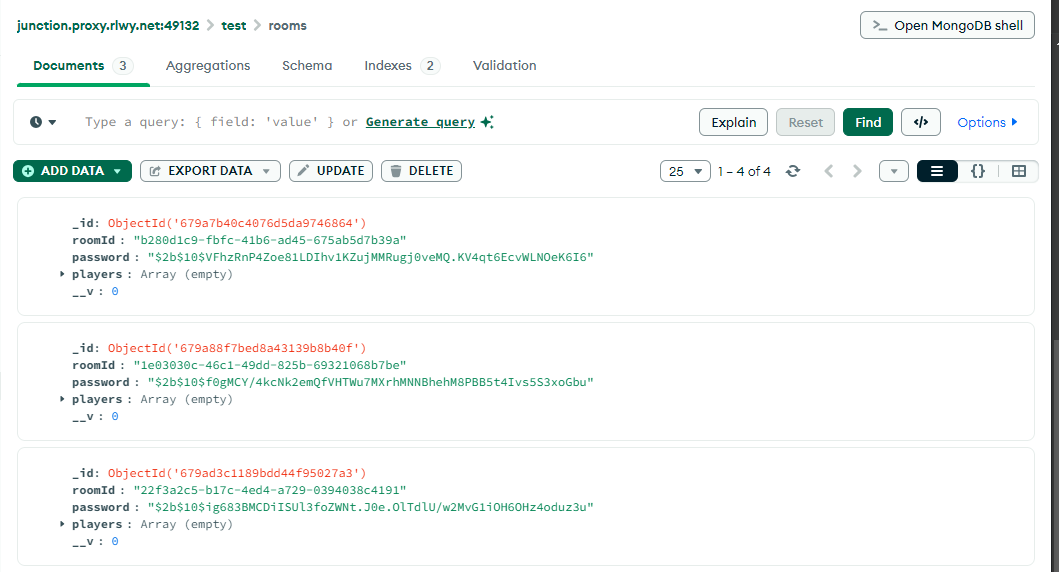 junction.proxy.rlwy.net:49132 > test > rooms
>_ Open MongoDB shell
Documents 3 Aggregations Schema Indexes 2 Validation
Type a query: { field: 'value' } or Generate query
Explain Reset Find </> Options
ADD DATA EXPORT DATA UPDATE DELETE 25 1 – 4 of 4 {}
_id: ObjectId('679a7b40c4076d5da9746864')
roomId : "b280d1c9-fbfc-41b6-ad45-675ab5d7b39a"
password : "$2b$10$VFhzRnP4Zoe81LDIhv1KZujMMRugj0veMQ.KV4qt6EcvWLNOeK6I6"
players : Array (empty)
__v : 0
_id: ObjectId('679a88f7bed8a43139b8b40f')
roomId : "1e03030c-46c1-49dd-825b-69321068b7be"
password : "$2b$10$f0gMCY/4kcNk2emQfVHTWu7MXrhMNNBhehM8PBB5t4Ivs5S3xoGbu"
players : Array (empty)
__v : 0
_id: ObjectId('679ad3c1189bdd44f95027a3')
roomId : "22f3a2c5-b17c-4ed4-a729-0394038c4191"
password : "$2b$10$ig683BMCDiISUl3foZWNt.J0e.OlTdlU/w2MvG1iOH6OHz4oduz3u"
players : Array (empty)
__v : 0